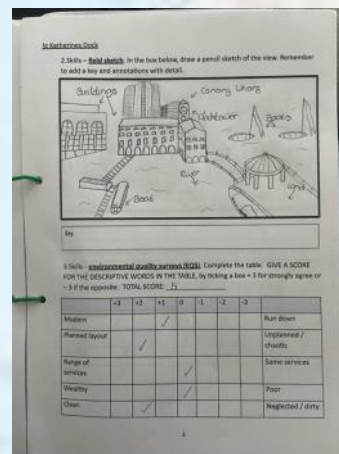 St Katherines Dock
2.Skills – field sketch. In the box below, draw a pencil sketch of the view. Remember
to add a key and annotations with detail.
Buildings
Canary Wharf
Clocktower
Boats
River
Boat
Key
3.Skills - environmental quality surveys (EQS). Complete the table. GIVE A SCORE
FOR THE DESCRIPTIVE WORDS IN THE TABLE, by ticking a box + 3 for strongly agree or
– 3 if the opposite. TOTAL SCORE: 5
+3 +2 +1 0 -1 -2 -3
Modern Run down
Planned layout Unplanned /
chaotic
Range of Same services
services
Wealthy Poor
Clean Neglected / dirty